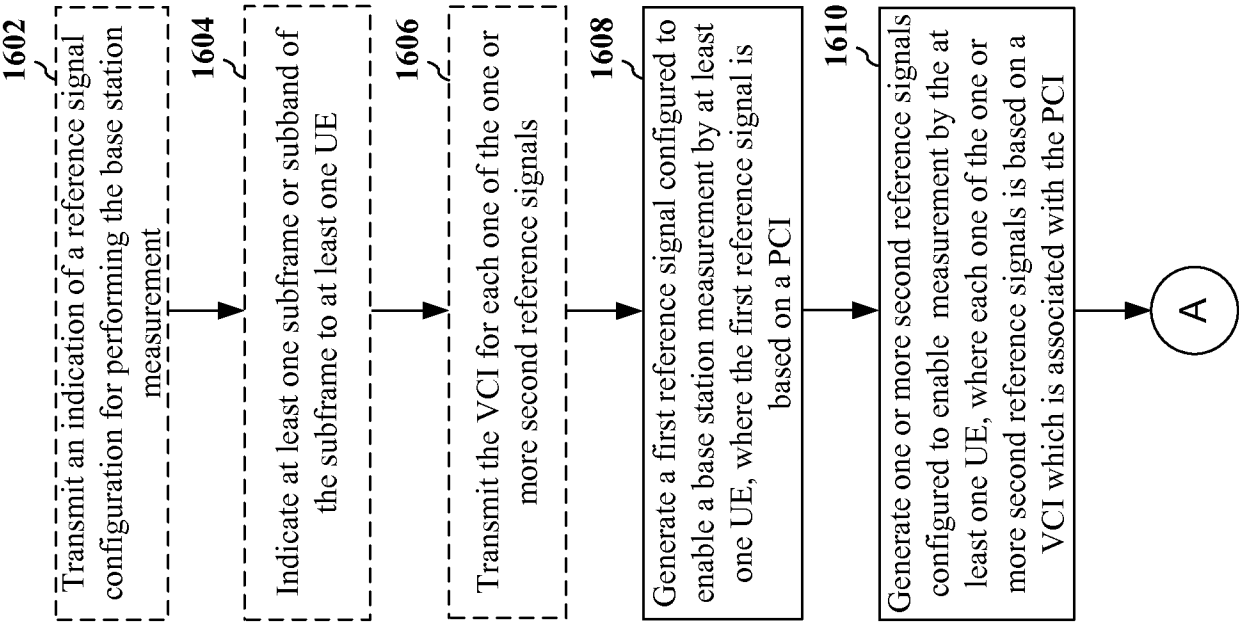 1602
Transmit an indication of a reference signal
configuration for performing the base station
measurement
1604
Indicate at least one subframe or subband of
the subframe to at least one UE
1606
Transmit the VCI for each one of the one or
more second reference signals
1608
Generate a first reference signal configured to
enable a base station measurement by at least
one UE, where the first reference signal is
based on a PCI
1610
Generate one or more second reference signals
configured to enable measurement by the at
least one UE, where each one of the one or
more second reference signals is based on a
VCI which is associated with the PCI
A